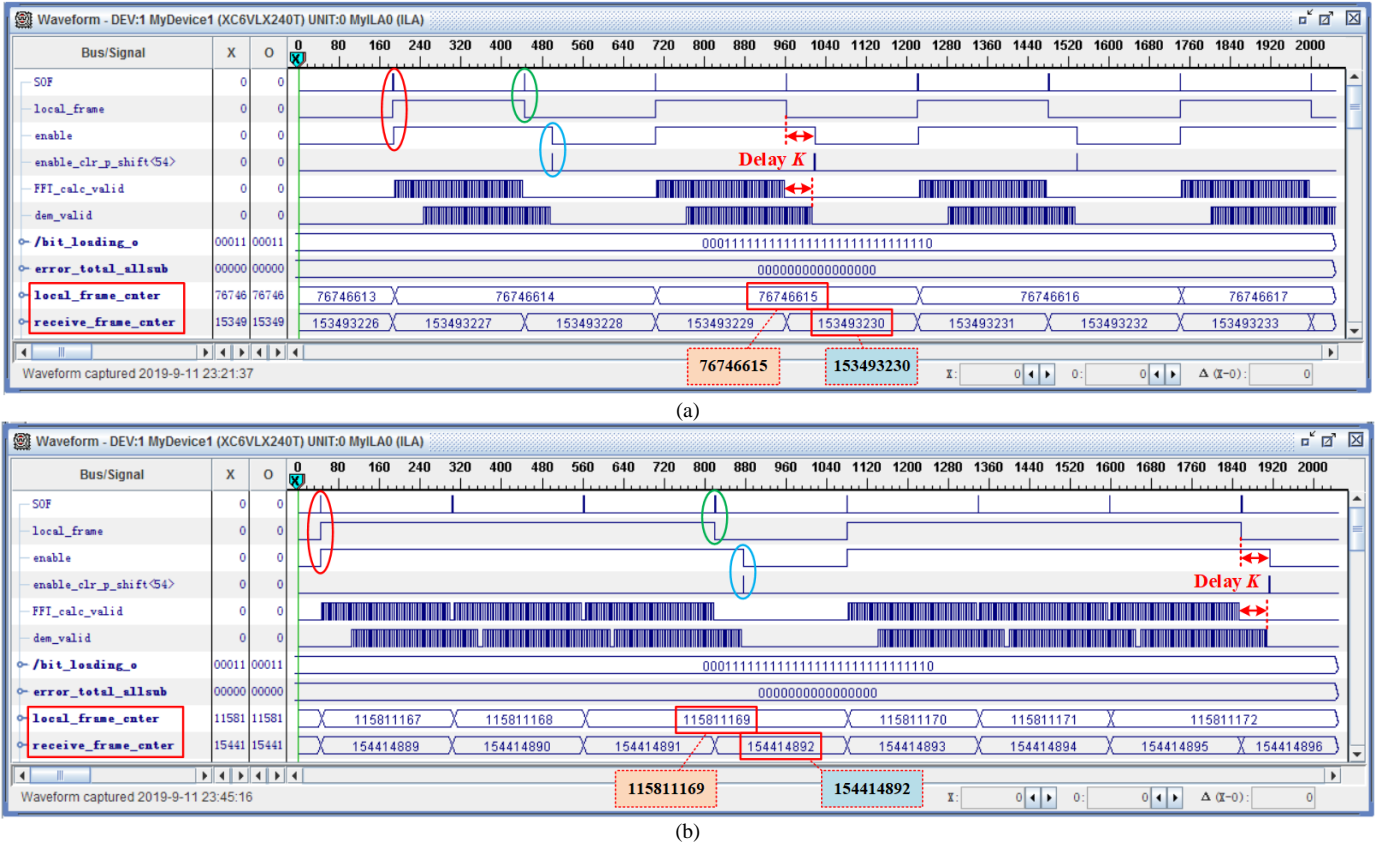 Waveform - DEV:1 MyDevice1 (XC6VLX240T) UNIT:0 MyILA0 (ILA)
Bus/Signal X O 0 80 160 240 320 400 480 560 640 720 800 880 960 1040 1120 1200 1280 1360 1440 1520 1600 1680 1760 1840 1920 2000
X
SOF 0 0
local_frame 0 0
enable 0 0
enable_clr_p_shift<54> 0 0 Delay K
FFT_calc_valid 0 0
dem_valid 0 0
/bit_loading_o 00011 00011 00011111111111111111111111111110
error_total_allsub 00000 00000 0000000000000000
local_frame_cnter 76746 76746 76746613 76746614 76746615 76746616 76746617
receive_frame_cnter 15349 15349 153493226 153493227 153493228 153493229 153493230 153493231 153493232 153493233
76746615 153493230
Waveform captured 2019-9-11 23:21:37 X: 0 O: 0 Δ (X-O): 0
(a)
Waveform - DEV:1 MyDevice1 (XC6VLX240T) UNIT:0 MyILA0 (ILA)
Bus/Signal X O 0 80 160 240 320 400 480 560 640 720 800 880 960 1040 1120 1200 1280 1360 1440 1520 1600 1680 1760 1840 1920 2000
X
SOF 0 0
local_frame 0 0
enable 0 0
enable_clr_p_shift<54> 0 0 Delay K
FFT_calc_valid 0 0
dem_valid 0 0
/bit_loading_o 00011 00011 00011111111111111111111111111110
error_total_allsub 00000 00000 0000000000000000
local_frame_cnter 11581 11581 115811167 115811168 115811169 115811170 115811171 115811172
receive_frame_cnter 15441 15441 154414889 154414890 154414891 154414892 154414893 154414894 154414895 154414896
115811169 154414892
Waveform captured 2019-9-11 23:45:16 X: 0 O: 0 Δ (X-O): 0
(b)